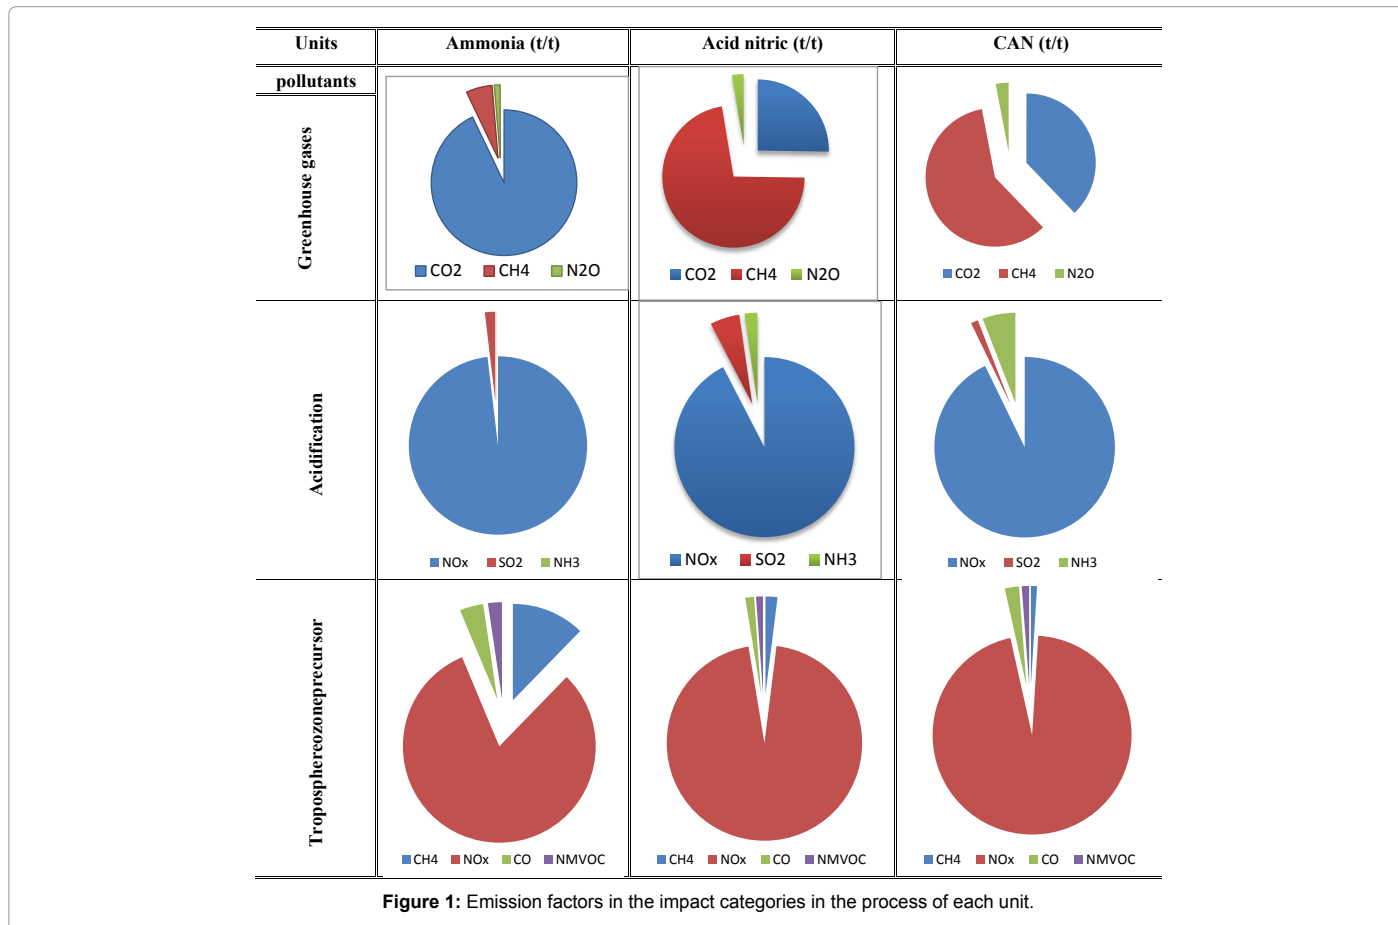 Units Ammonia (t/t) Acid nitric (t/t) CAN (t/t)
pollutants
Greenhouse gases
CO2 CH4 N2O
CO2 CH4 N2O
CO2 CH4 N2O
Acidification
NOx SO2 NH3
NOx SO2 NH3
NOx SO2 NH3
Troposphereozoneprecursor
CH4 NOx CO NMVOC
CH4 NOx CO NMVOC
CH4 NOx CO NMVOC
Figure 1: Emission factors in the impact categories in the process of each unit.